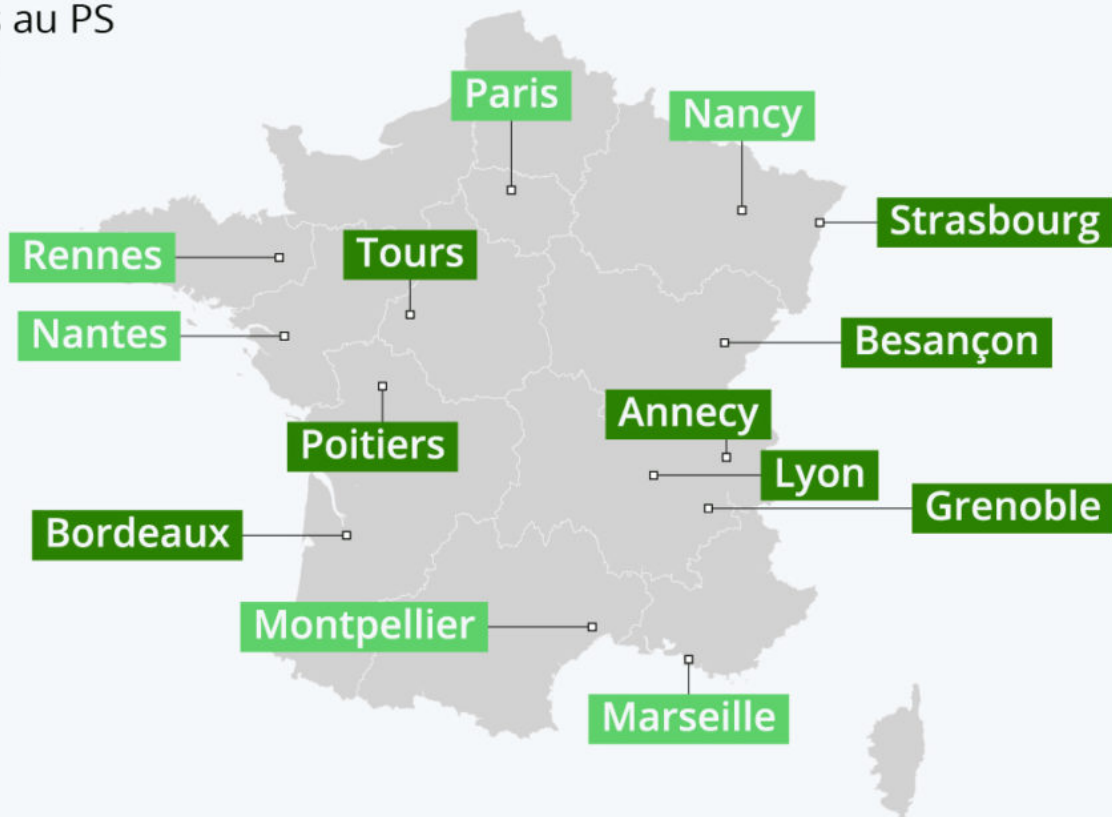 au PS
Paris
Nancy
Strasbourg
Rennes
Tours
Nantes
Besançon
Annecy
Poitiers
Lyon
Grenoble
Bordeaux
Montpellier
Marseille